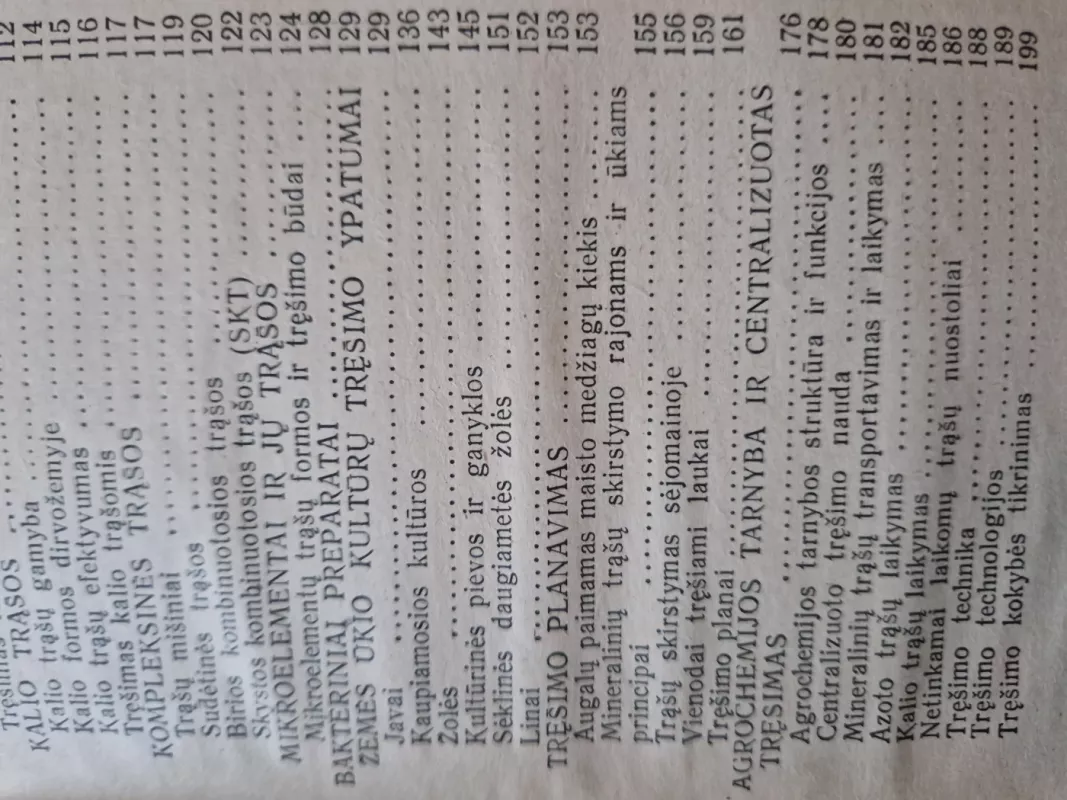 Tręšimas
KALIO TRĄŠOS ........ 112
Kalio trąšų gamyba ........ 114
Kalio formos dirvožemyje ........ 115
Kalio trąšų efektyvumas ........ 116
Tręšimas kalio trąšomis ........ 117
KOMPLEKSINĖS TRĄŠOS ........ 117
Trąšų mišiniai ........ 119
Sudėtinės trąšos ........ 120
Birios kombinuotosios trąšos ........ 122
Skystos kombinuotosios trąšos (SKT) ........ 123
MIKROELEMENTAI IR JŲ TRĄŠOS ........ 124
Mikroelementų trąšų formos ir tręšimo būdai ........ 128
BAKTERINIAI PREPARATAI ........ 129
ŽEMĖS ŪKIO KULTŪRŲ TRĘŠIMO YPATUMAI
Javai ........ 129
Kaupiamosios kultūros ........ 136
Žolės ........ 143
Kultūrinės pievos ir ganyklos ........ 145
Sėklinės daugiametės žolės ........ 151
Linai ........ 152
TRĘŠIMO PLANAVIMAS ........ 153
Augalų paimamas maisto medžiagų kiekis ........ 153
Mineralinių trąšų skirstymo rajonams ir ūkiams
principai ........ 155
Trąšų skirstymas sėjomainoje ........ 156
Vienodai tręšiami laukai ........ 159
Tręšimo planai ........ 161
AGROCHEMIJOS TARNYBA IR CENTRALIZUOTAS
TRĘŠIMAS ........ 176
Agrochemijos tarnybos struktūra ir funkcijos ........ 178
Centralizuoto tręšimo nauda ........ 180
Mineralinių trąšų transportavimas ir laikymas ........ 181
Azoto trąšų laikymas ........ 182
Kalio trąšų laikymas ........ 185
Netinkamai laikomų trąšų nuostoliai ........ 186
Tręšimo technika ........ 188
Tręšimo technologijos ........ 189
Tręšimo kokybės tikrinimas ........ 199